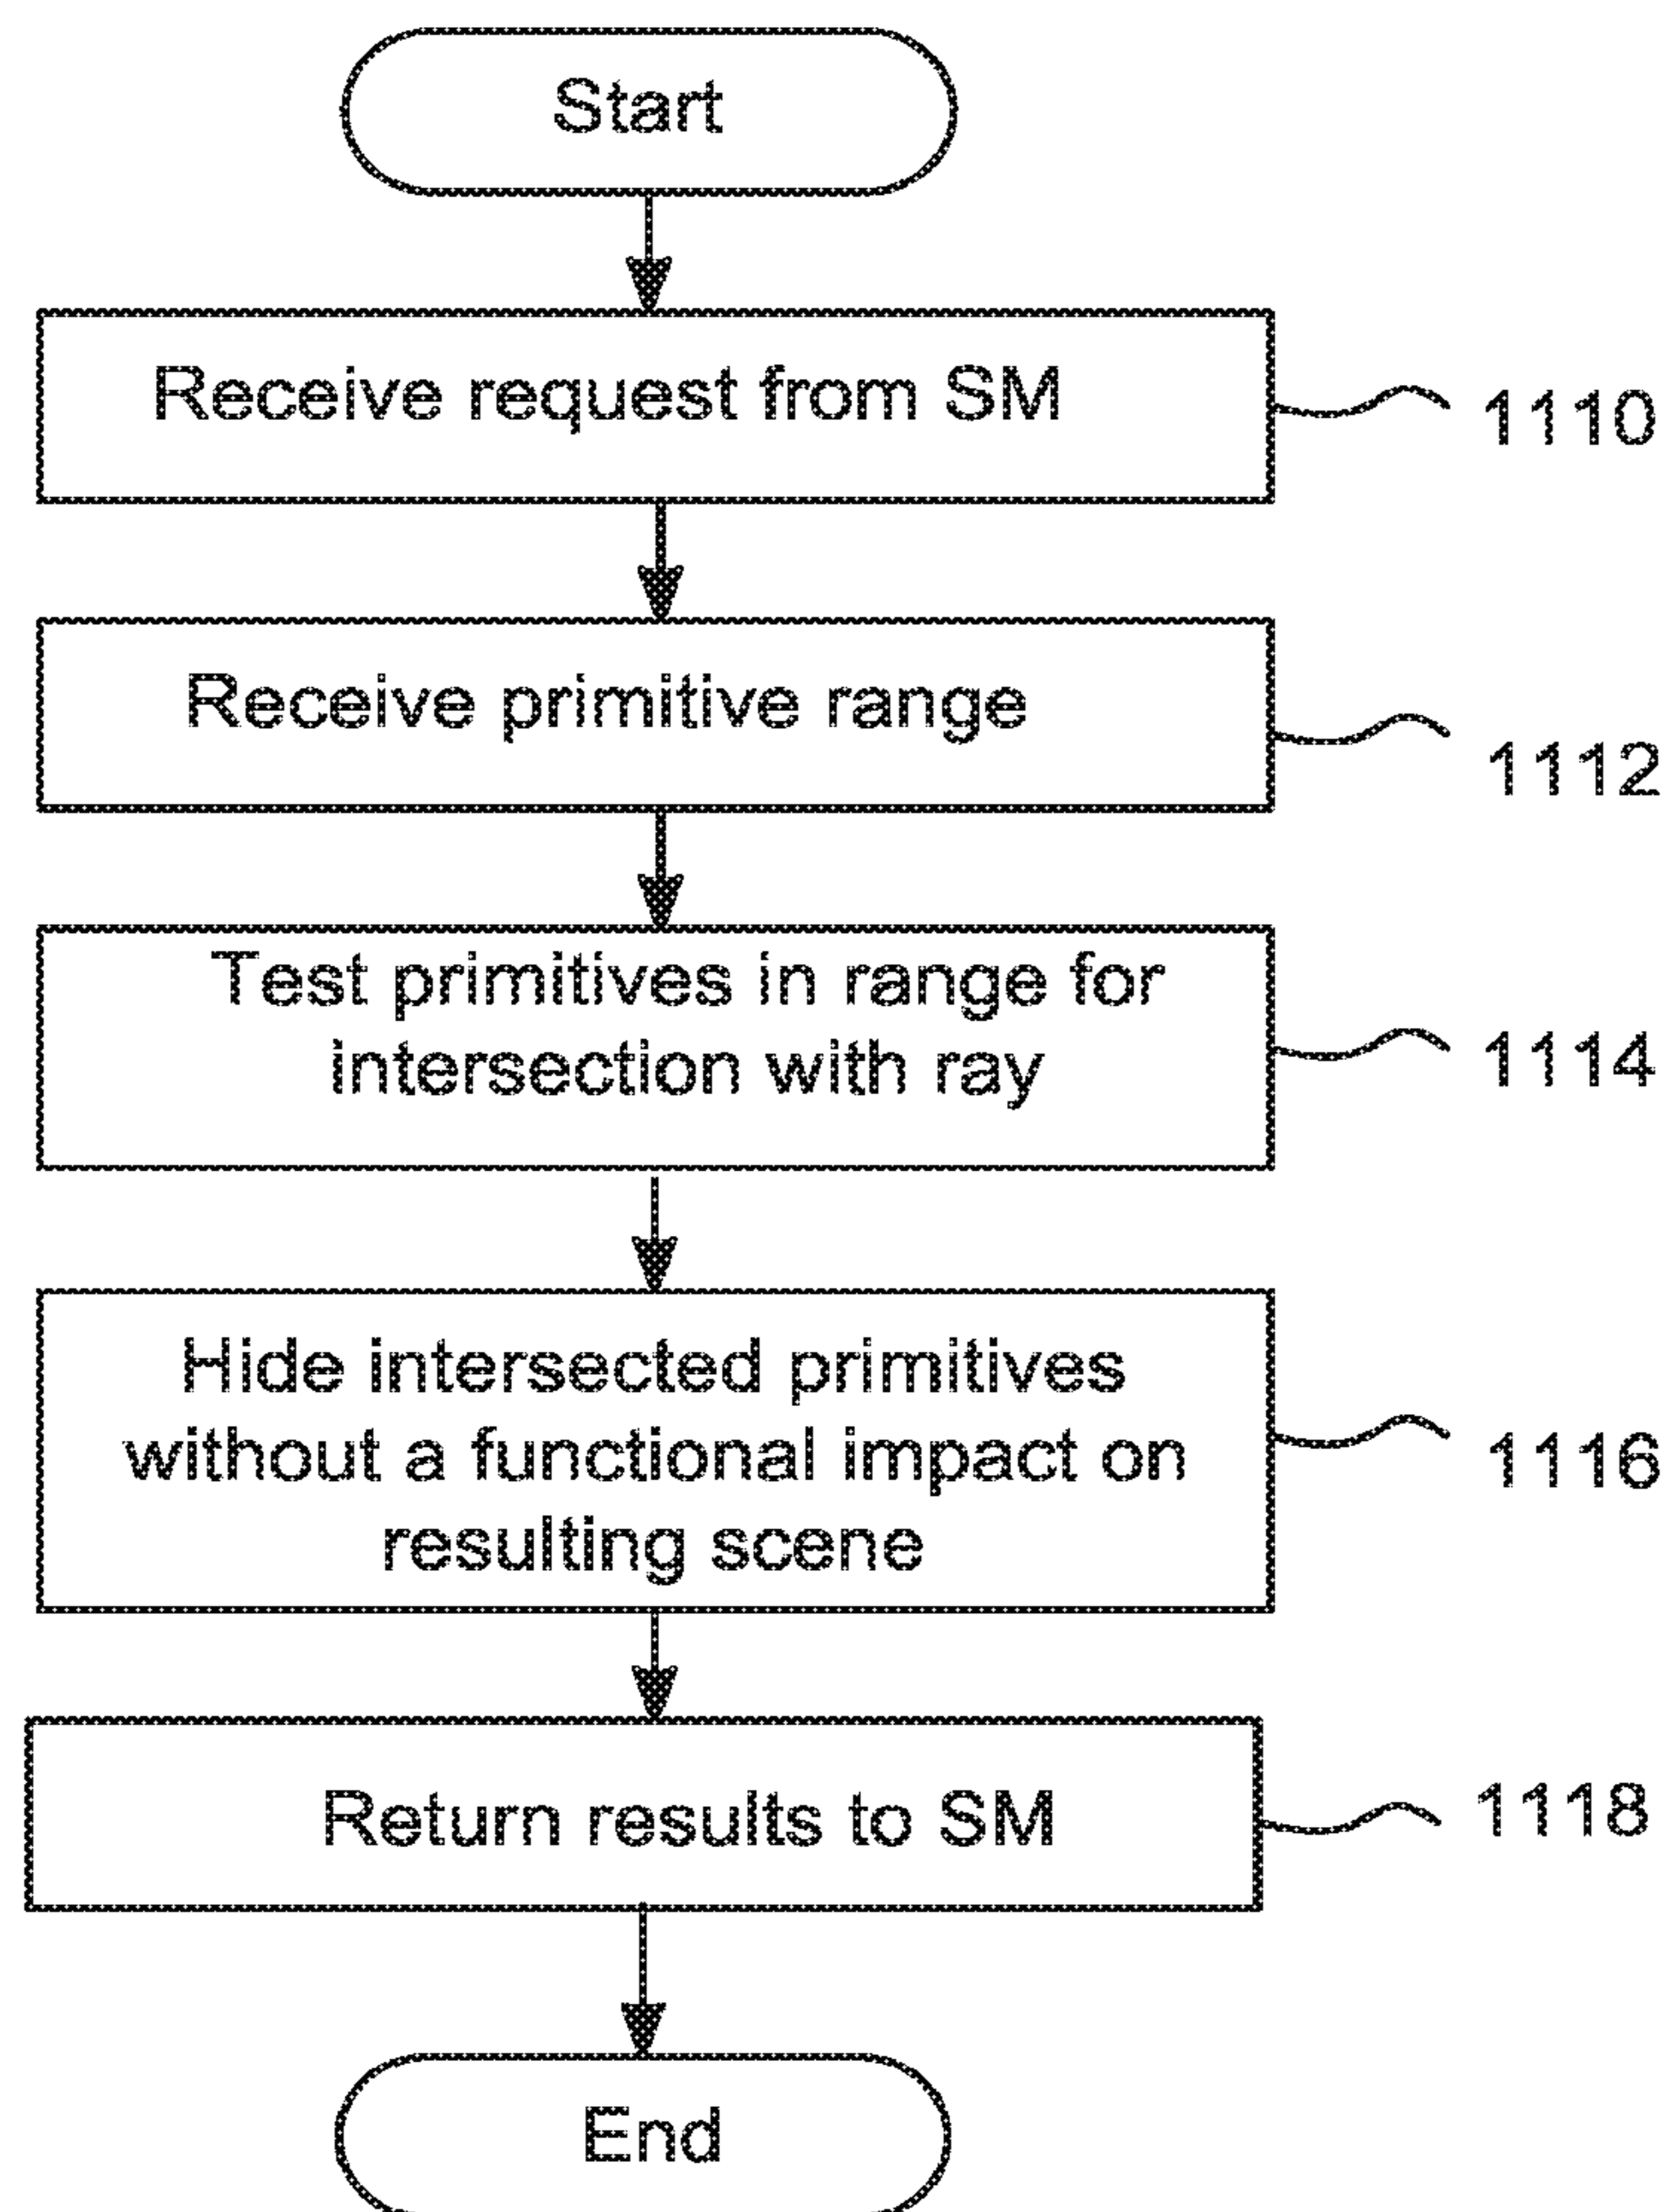 Start
Receive request from SM
1110
Receive primitive range
1112
Test primitives in range for
intersection with ray
1114
Hide intersected primitives
without a functional impact on
resulting scene
1116
Return results to SM
1118
End